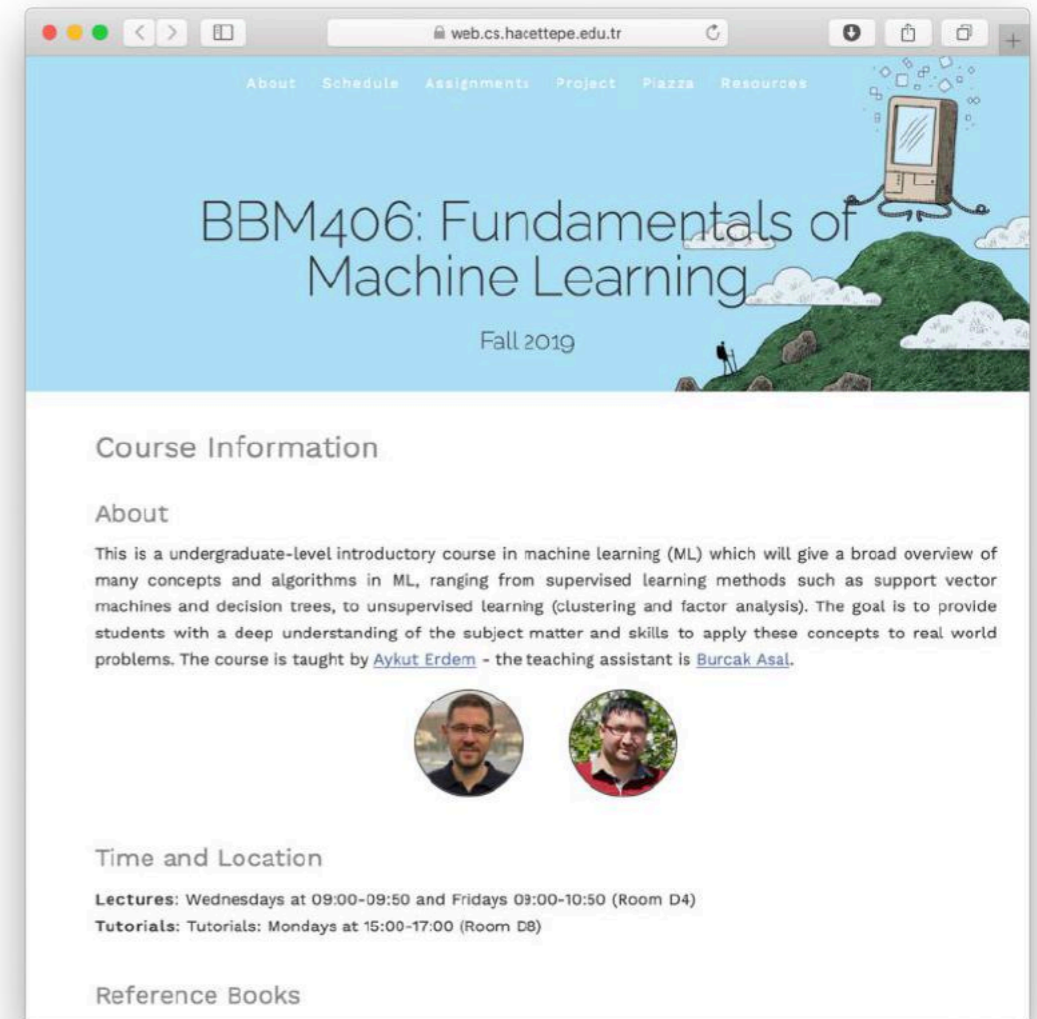 web.cs.hacettepe.edu.tr
About Schedule Assignments Project Piazza Resources
BBM406: Fundamentals of
Machine Learning
Fall 2019
Course Information
About
This is a undergraduate-level introductory course in machine learning (ML) which will give a broad overview of
many concepts and algorithms in ML, ranging from supervised learning methods such as support vector
machines and decision trees, to unsupervised learning (clustering and factor analysis). The goal is to provide
students with a deep understanding of the subject matter and skills to apply these concepts to real world
problems. The course is taught by Aykut Erdem - the teaching assistant is Burcak Asal.
Time and Location
Lectures: Wednesdays at 09:00-09:50 and Fridays 09:00-10:50 (Room D4)
Tutorials: Tutorials: Mondays at 15:00-17:00 (Room D8)
Reference Books